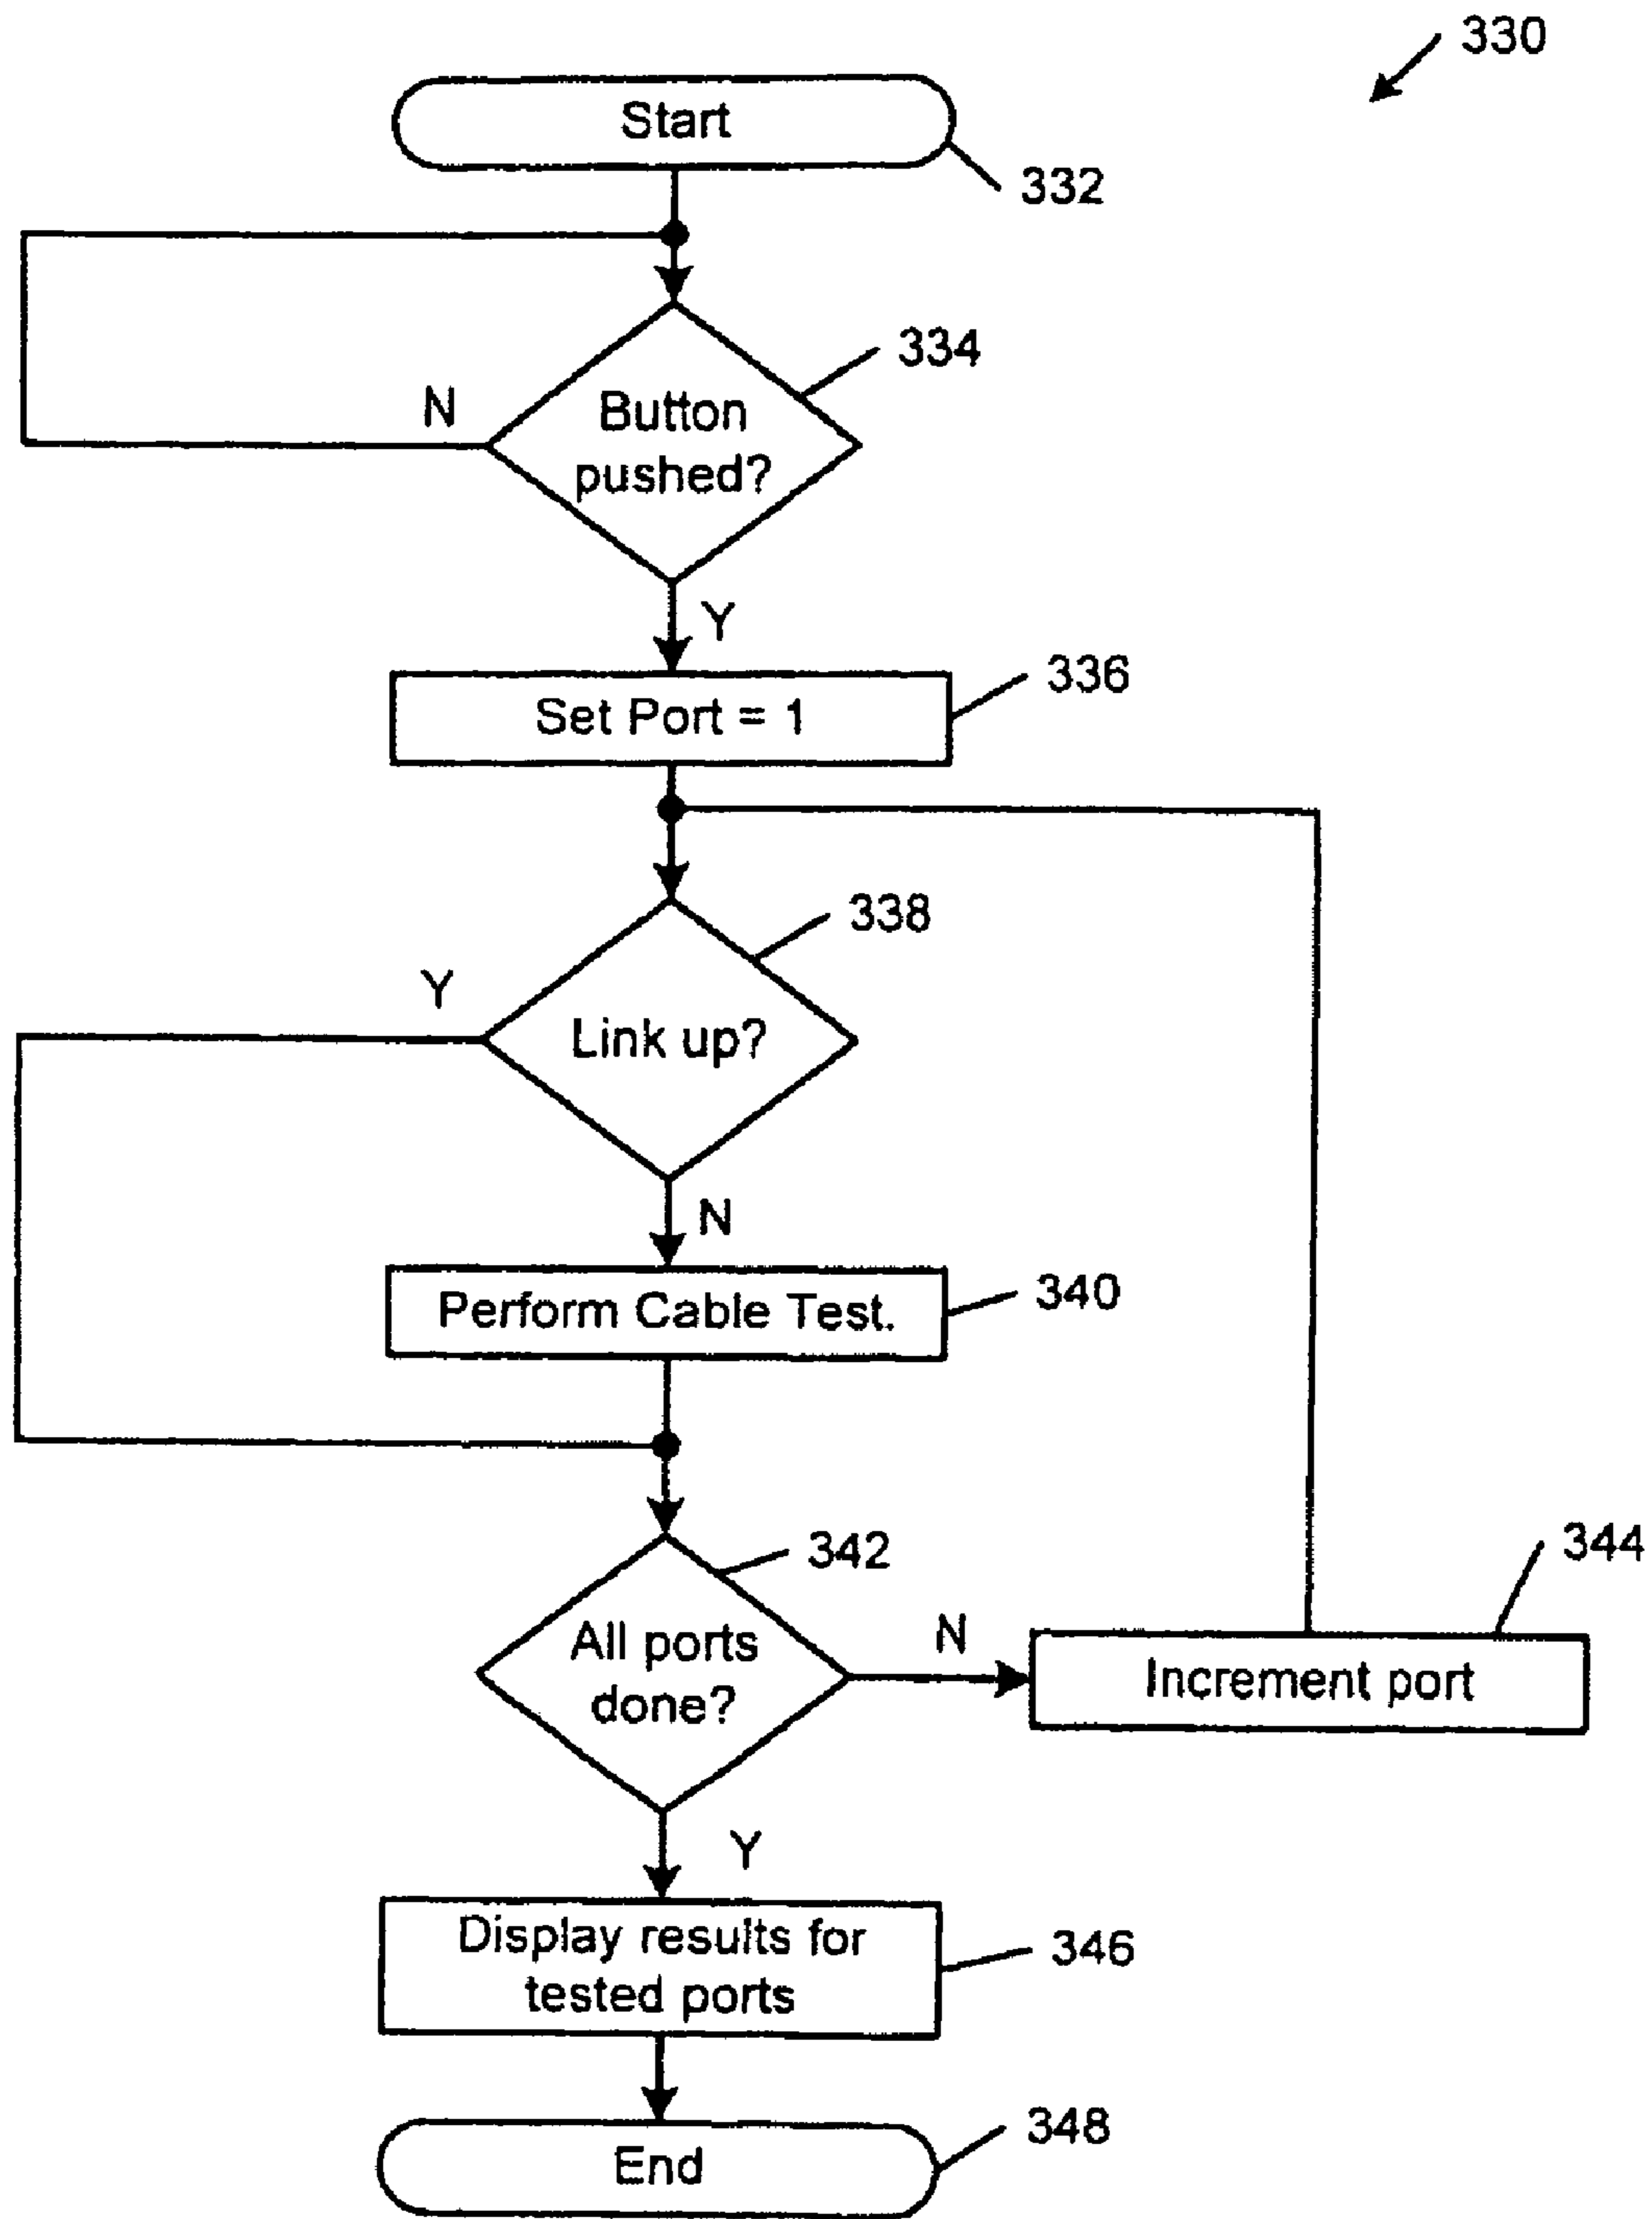 330
Start
332
334
N
Button
pushed?
Y
336
Set Port = 1
338
Y
Link up?
N
340
Perform Cable Test.
342
344
All ports
done?
N
Increment port
Y
Display results for
tested ports
346
348
End